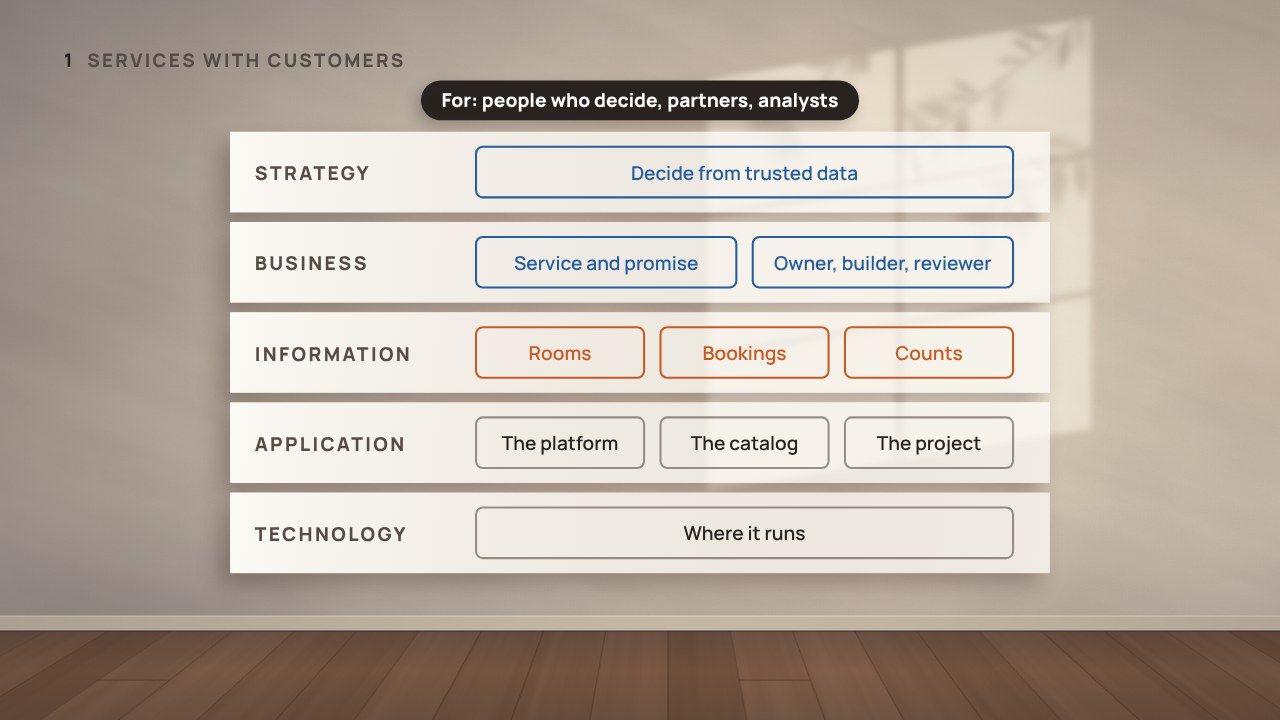 1 SERVICES WITH CUSTOMERS
For: people who decide, partners, analysts
STRATEGY
Decide from trusted data
BUSINESS
Service and promise
Owner, builder, reviewer
INFORMATION
Rooms
Bookings
Counts
APPLICATION
The platform
The catalog
The project
TECHNOLOGY
Where it runs